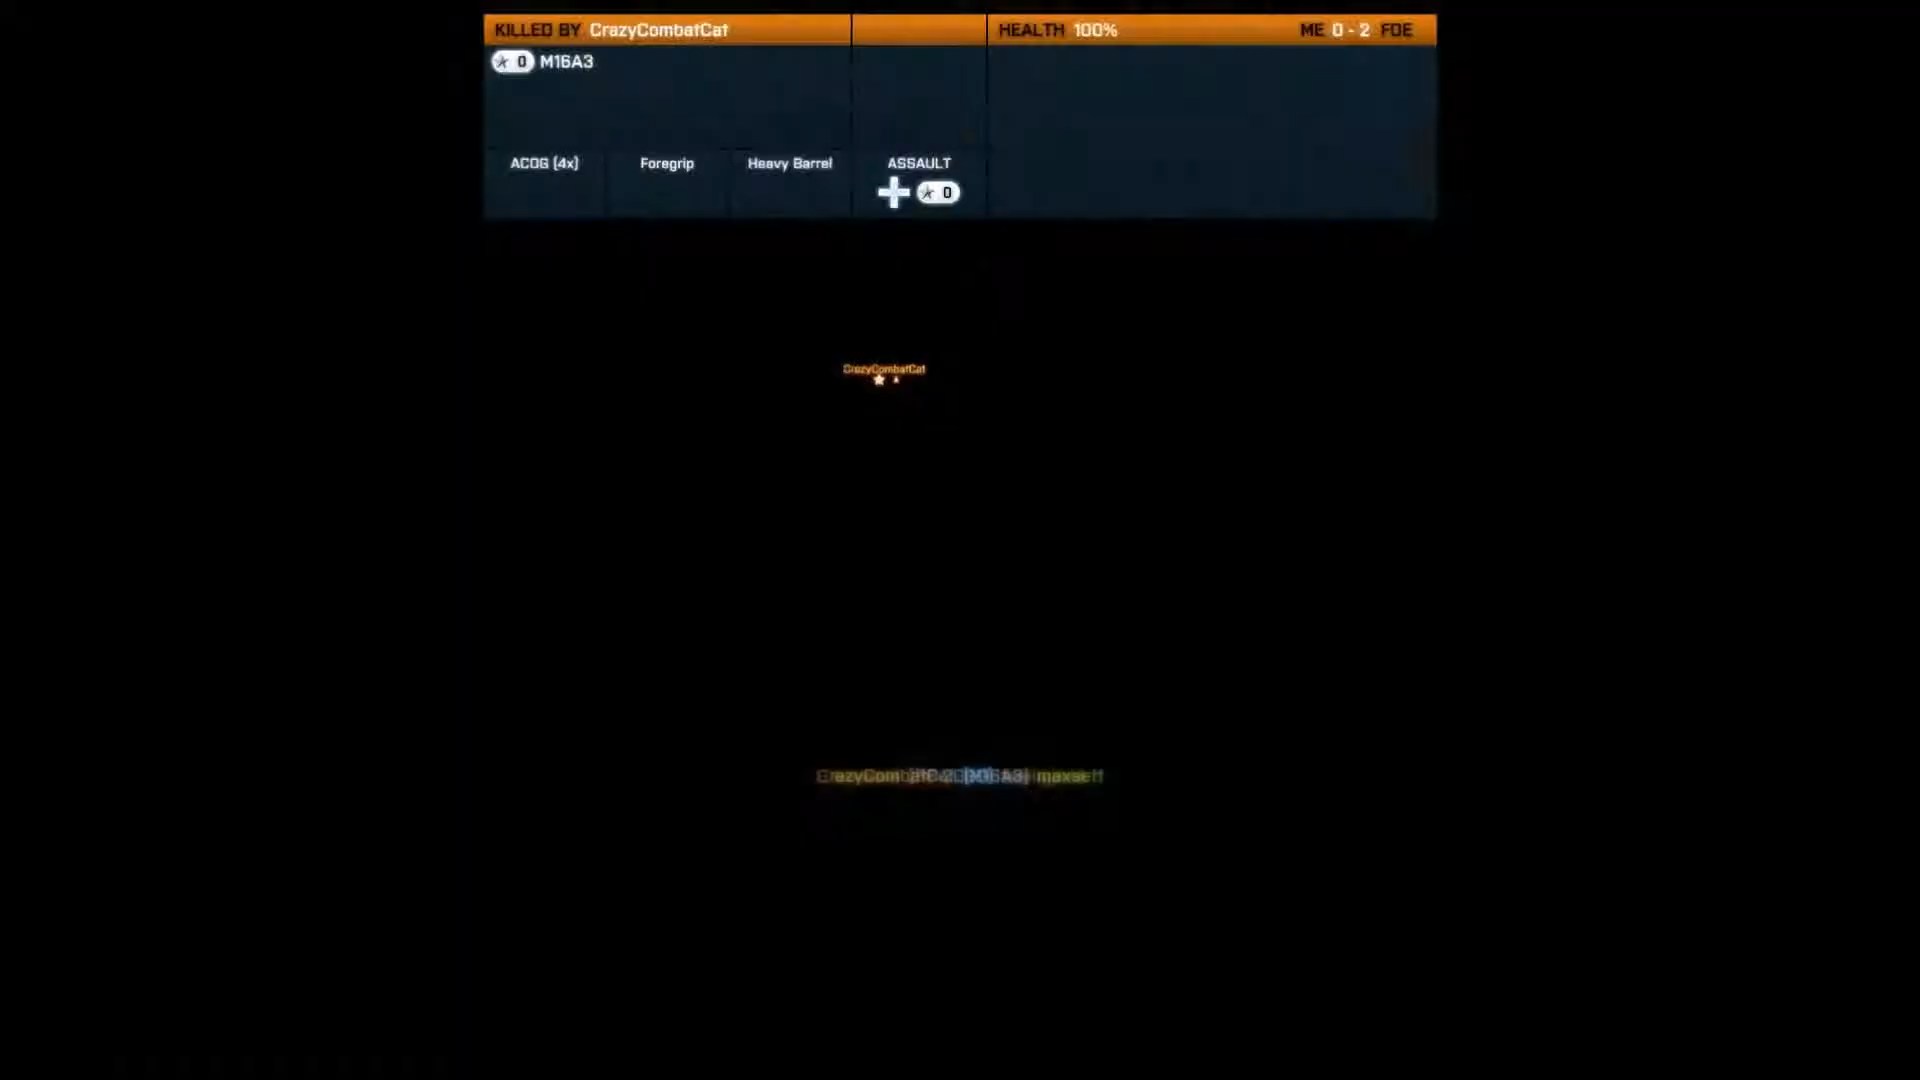 KILLED BY CrazyCombatCat HEALTH 100% ME 0 - 2 FOE
0 M16A3
ACOG (4x) Foregrip Heavy Barrel ASSAULT
0
CrazyCombatCat